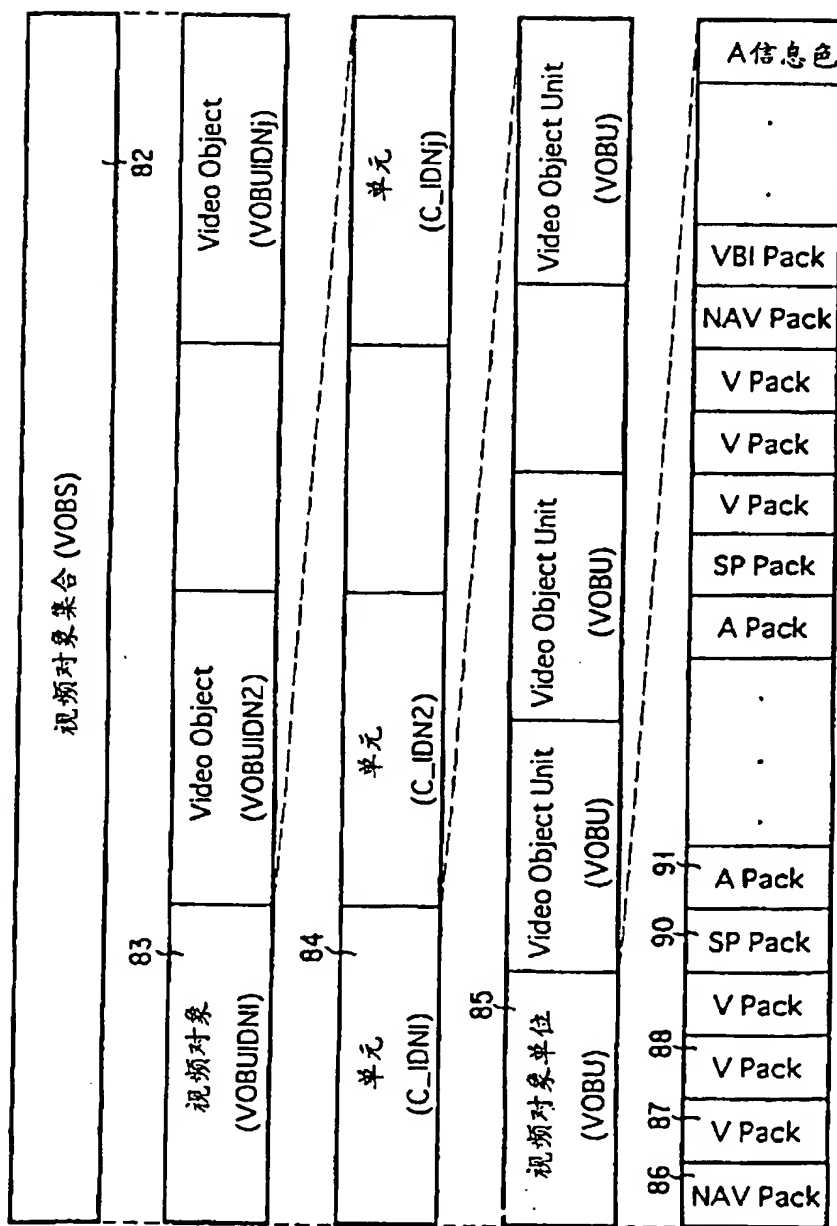 视频对象集合 (VOBS)
82
83
视频对象
(VOBUIDN1)
Video Object
(VOBUIDN2)
Video Object
(VOBUIDNj)
84
单元
(C_IDN1)
单元
(C_IDN2)
单元
(C_IDNj)
85
视频对象单位
(VOBU)
Video Object Unit
(VOBU)
Video Object Unit
(VOBU)
Video Object Unit
(VOBU)
86
NAV Pack
87
V Pack
88
V Pack
V Pack
90
SP Pack
91
A Pack
A Pack
SP Pack
V Pack
V Pack
V Pack
NAV Pack
VBI Pack
A信息色